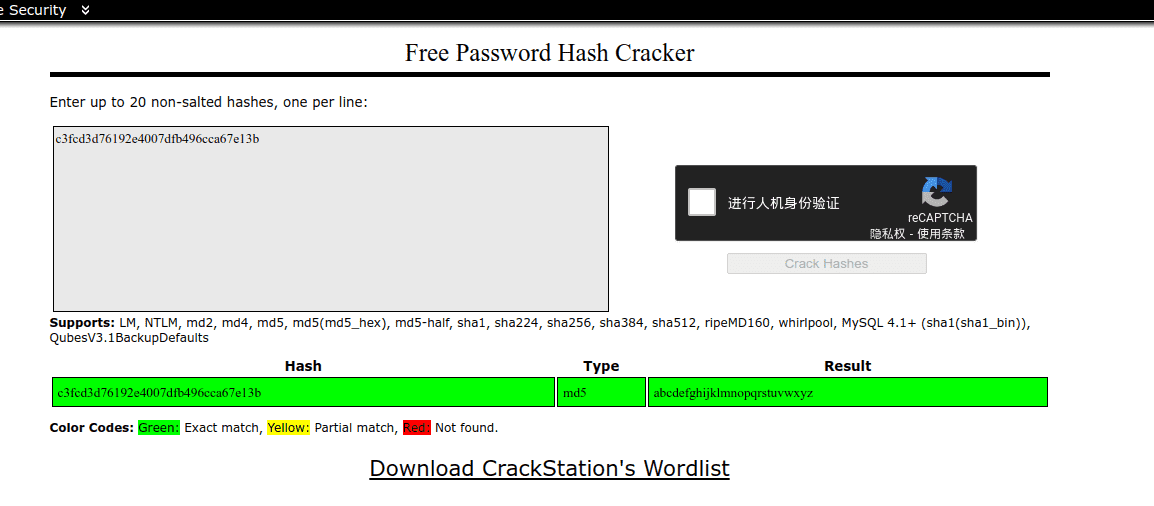 e Security
Free Password Hash Cracker
Enter up to 20 non-salted hashes, one per line:
c3fcd3d76192e4007dfb496cca67e13b
进行人机身份验证
reCAPTCHA
隐私权 - 使用条款
Crack Hashes
Supports: LM, NTLM, md2, md4, md5, md5(md5_hex), md5-half, sha1, sha224, sha256, sha384, sha512, ripeMD160, whirlpool, MySQL 4.1+ (sha1(sha1_bin)),
QubesV3.1BackupDefaults
Hash Type Result
c3fcd3d76192e4007dfb496cca67e13b md5 abcdefghijklmnopqrstuvwxyz
Color Codes: Green: Exact match, Yellow: Partial match, Red: Not found.
Download CrackStation's Wordlist